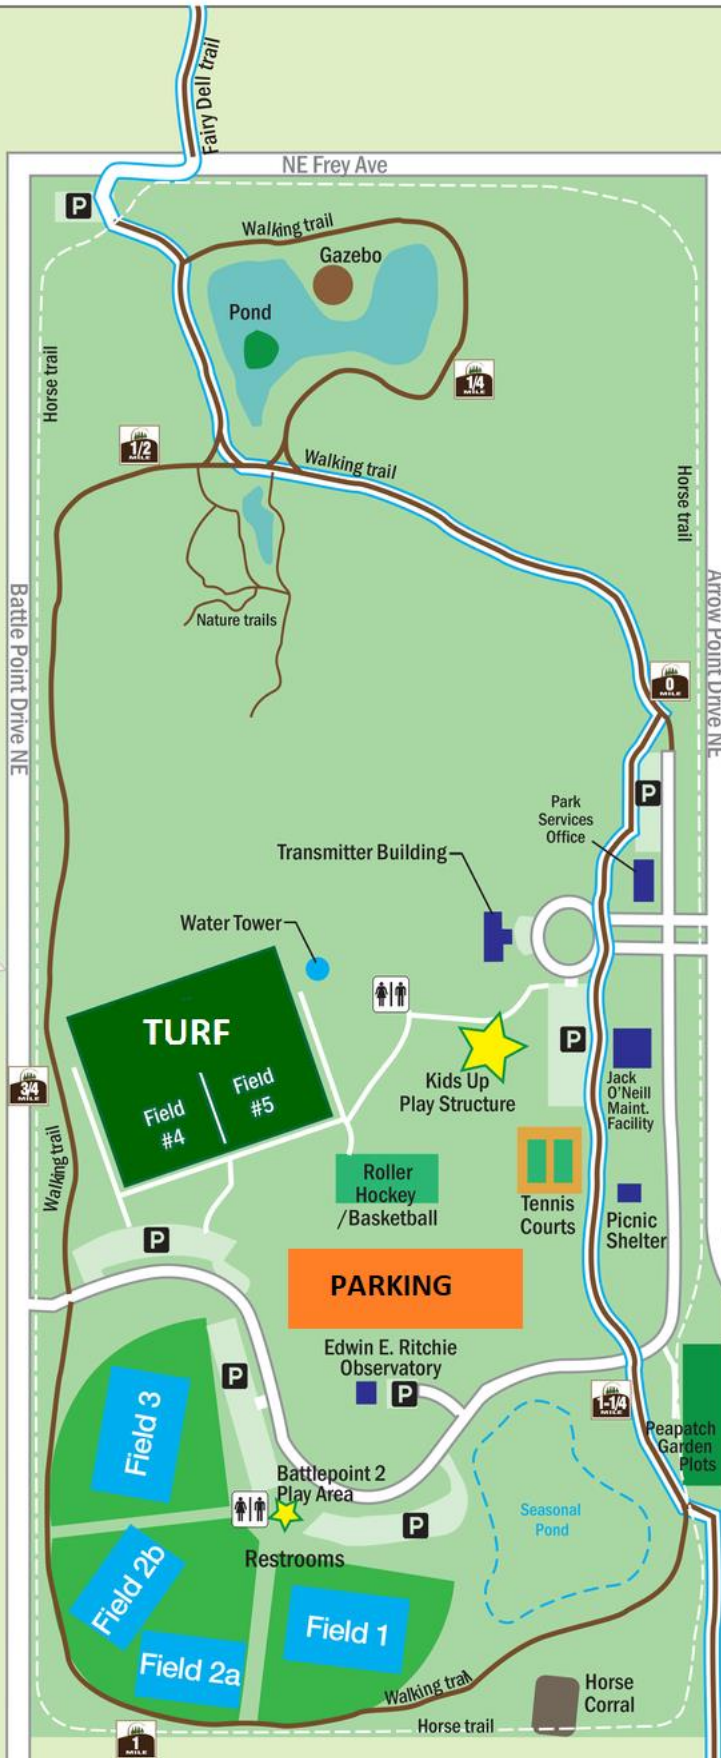 Fairy Dell trail
NE Frey Ave
P
Walking trail
Gazebo
Pond
Horse trail
1/4
MILE
1/2
MILE
Walking trail
Horse trail
Nature trails
Battle Point Drive NE
Arrow Point Drive NE
0
MILE
P
Park
Services
Office
Transmitter Building
Water Tower
TURF
Field
#4
Field
#5
Kids Up
Play Structure
P
Jack
O'Neill
Maint.
Facility
3/4
MILE
Walking trail
Roller
Hockey
/Basketball
Tennis
Courts
Picnic
Shelter
P
PARKING
Edwin E. Ritchie
Observatory
P
P
1-1/4
MILE
Peapatch
Garden
Plots
Field 3
Battlepoint 2
Play Area
Seasonal
Pond
P
Restrooms
Field 2b
Field 1
Field 2a
Walking trail
Horse
Corral
Horse trail
1
MILE